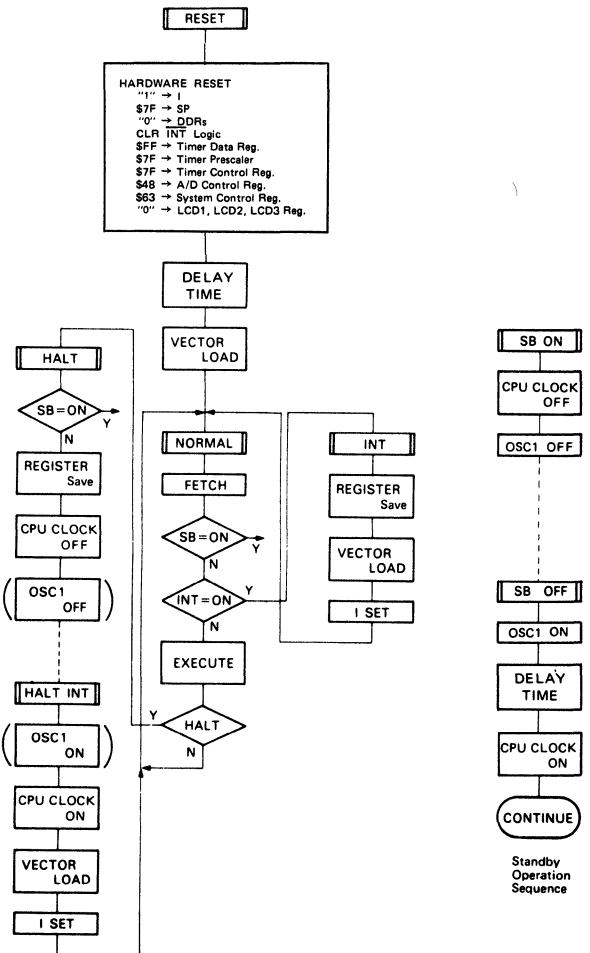 RESET
HARDWARE RESET
"1" → I
$7F → SP
"0" → DDRs
CLR INT Logic
$FF → Timer Data Reg.
$7F → Timer Prescaler
$7F → Timer Control Reg.
$48 → A/D Control Reg.
$63 → System Control Reg.
"0" → LCD1, LCD2, LCD3 Reg.
DELAY
TIME
VECTOR
LOAD
HALT
SB=ON
Y
N
REGISTER
Save
CPU CLOCK
OFF
( OSC1
OFF )
HALT INT
( OSC1
ON )
CPU CLOCK
ON
VECTOR
LOAD
I SET
NORMAL
FETCH
SB=ON
Y
N
INT=ON
Y
N
EXECUTE
HALT
Y
N
INT
REGISTER
Save
VECTOR
LOAD
I SET
SB ON
CPU CLOCK
OFF
OSC1 OFF
SB OFF
OSC1 ON
DELAY
TIME
CPU CLOCK
ON
CONTINUE
Standby
Operation
Sequence